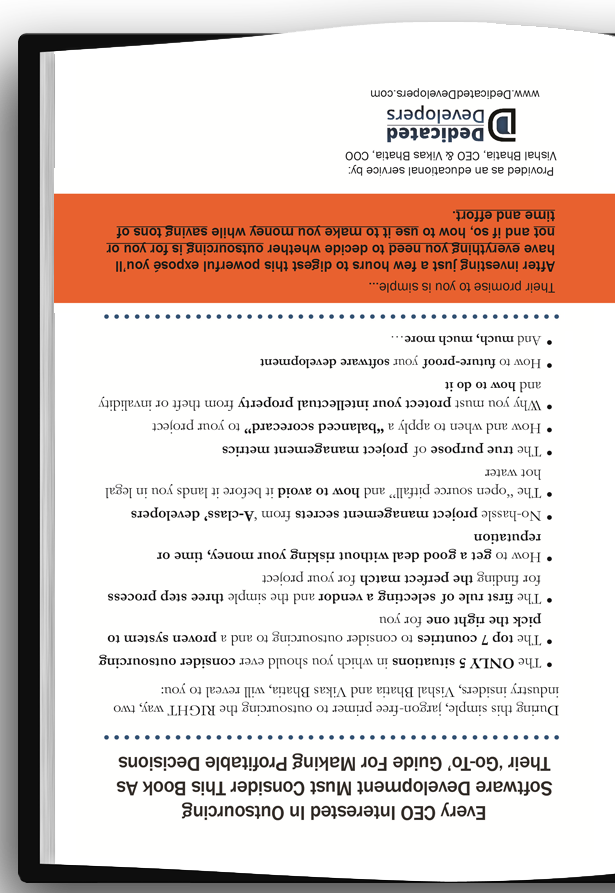 Every CEO Interested In Outsourcing
Software Development Must Consider This Book As
Their ‘Go-To’ Guide For Making Profitable Decisions
During this simple, jargon-free primer to outsourcing the RIGHT way, two
industry insiders, Vishal Bhatia and Vikas Bhatia, will reveal to you:
• The ONLY 5 situations in which you should ever consider outsourcing
• The top 7 countries to consider outsourcing to and a proven system to
pick the right one for you
• The first rule of selecting a vendor and the simple three step process
for finding the perfect match for your project
• How to get a good deal without risking your money, time or
reputation
• No-hassle project management secrets from ‘A-class’ developers
• The “open source pitfall” and how to avoid it before it lands you in legal
hot water
• The true purpose of project management metrics
• How and when to apply a “balanced scorecard” to your project
• Why you must protect your intellectual property from theft or invalidity
and how to do it
• How to future-proof your software development
• And much, much more…
Their promise to you is simple...
After investing just a few hours to digest this powerful exposé you’ll
have everything you need to decide whether outsourcing is for you or
not and if so, how to use it to make you money while saving tons of
time and effort.
Provided as an educational service by:
Vishal Bhatia, CEO & Vikas Bhatia, COO
Dedicated
Developers
www.DedicatedDevelopers.com